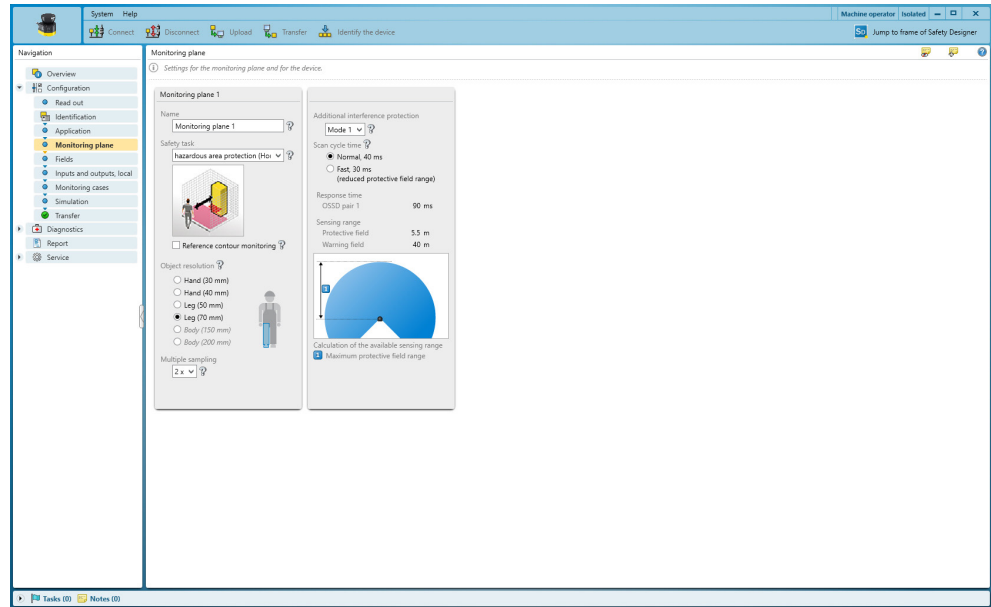 System Help
Machine operator Isolated
Connect Disconnect Upload Transfer Identify the device
So Jump to frame of Safety Designer
Navigation
Overview
Configuration
Read out
Identification
Application
Monitoring plane
Fields
Inputs and outputs, local
Monitoring cases
Simulation
Transfer
Diagnostics
Report
Service
Monitoring plane
Settings for the monitoring plane and for the device.
Monitoring plane 1
Name
Monitoring plane 1
Safety task
hazardous area protection (Ho
Reference contour monitoring
Object resolution
Hand (30 mm)
Hand (40 mm)
Leg (50 mm)
Leg (70 mm)
Body (150 mm)
Body (200 mm)
Multiple sampling
2 x
Additional interference protection
Mode 1
Scan cycle time
Normal, 40 ms
Fast, 30 ms
(reduced protective field range)
Response time
OSSD pair 1 90 ms
Sensing range
Protective field 5.5 m
Warning field 40 m
1
Calculation of the available sensing range
1 Maximum protective field range
Tasks (0) Notes (0)